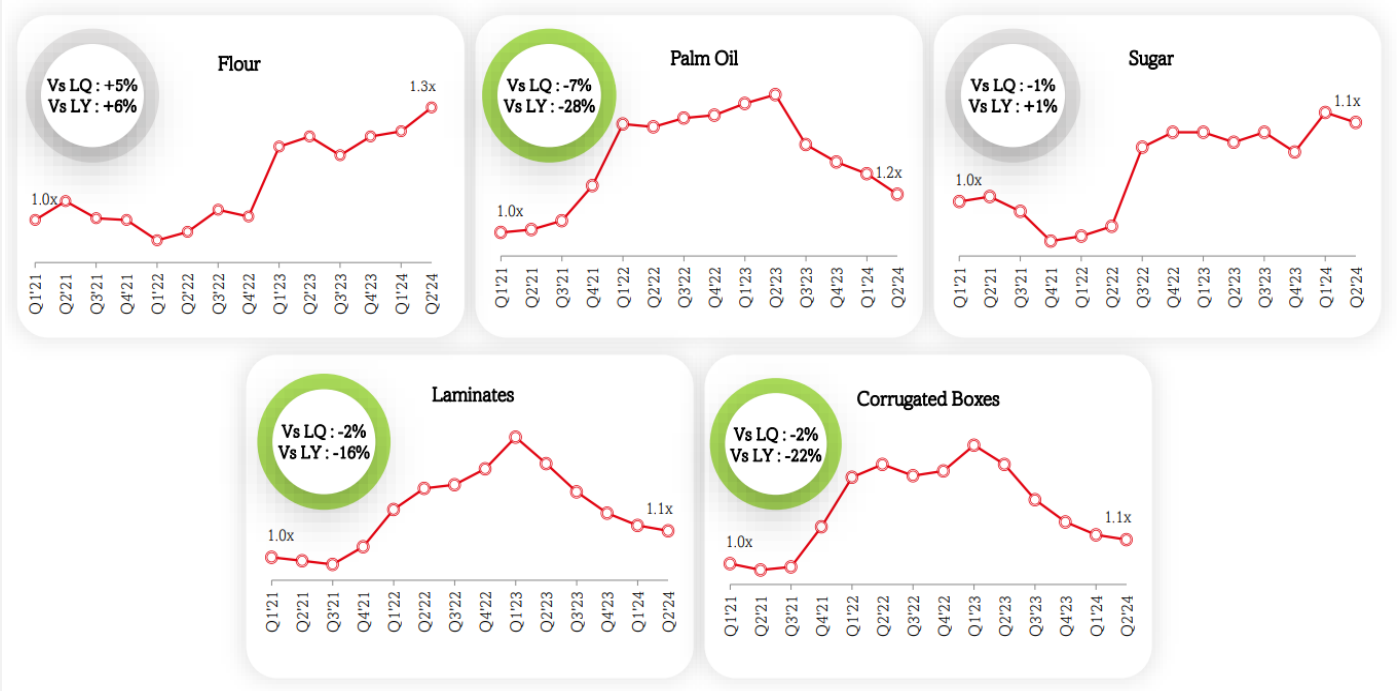 Flour
Vs LQ : +5%
Vs LY : +6%
1.0x
1.3x
Q1'21
Q2'21
Q3'21
Q4'21
Q1'22
Q2'22
Q3'22
Q4'22
Q1'23
Q2'23
Q3'23
Q4'23
Q1'24
Q2'24
Palm Oil
Vs LQ : -7%
Vs LY : -28%
1.0x
1.2x
Q1'21
Q2'21
Q3'21
Q4'21
Q1'22
Q2'22
Q3'22
Q4'22
Q1'23
Q2'23
Q3'23
Q4'23
Q1'24
Q2'24
Sugar
Vs LQ : -1%
Vs LY : +1%
1.0x
1.1x
Q1'21
Q2'21
Q3'21
Q4'21
Q1'22
Q2'22
Q3'22
Q4'22
Q1'23
Q2'23
Q3'23
Q4'23
Q1'24
Q2'24
Laminates
Vs LQ : -2%
Vs LY : -16%
1.0x
1.1x
Q1'21
Q2'21
Q3'21
Q4'21
Q1'22
Q2'22
Q3'22
Q4'22
Q1'23
Q2'23
Q3'23
Q4'23
Q1'24
Q2'24
Corrugated Boxes
Vs LQ : -2%
Vs LY : -22%
1.0x
1.1x
Q1'21
Q2'21
Q3'21
Q4'21
Q1'22
Q2'22
Q3'22
Q4'22
Q1'23
Q2'23
Q3'23
Q4'23
Q1'24
Q2'24